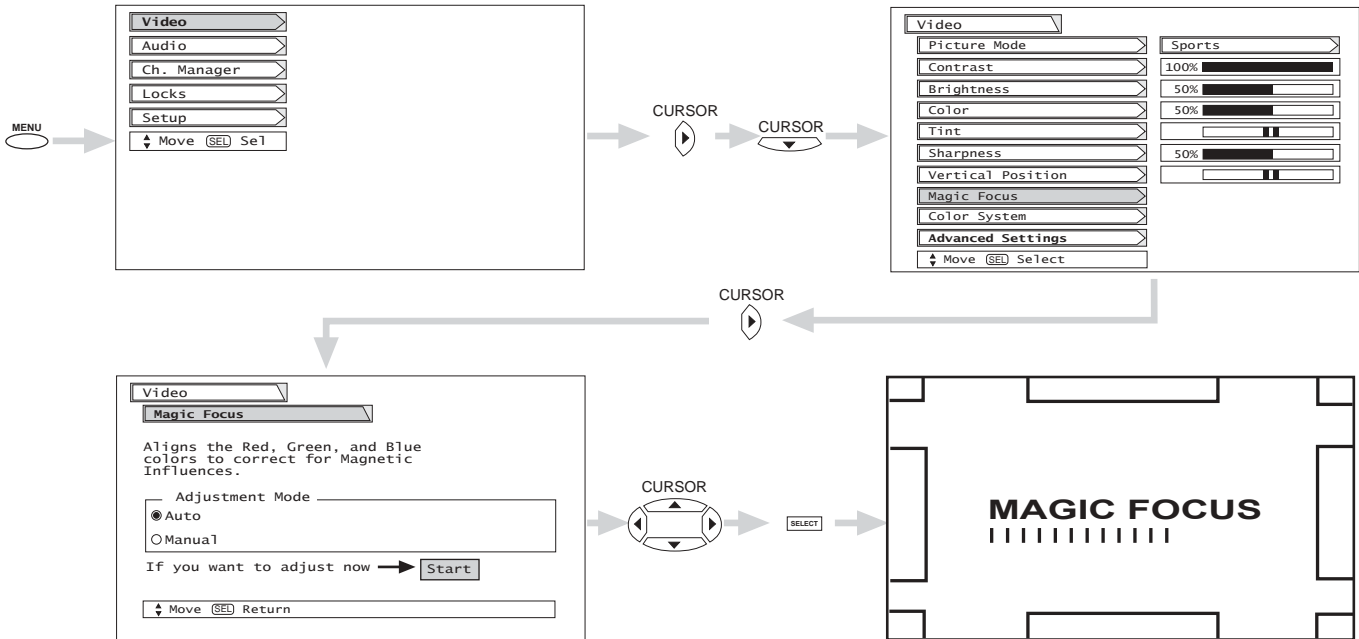 MENU
Video
Audio
Ch. Manager
Locks
Setup
Move SEL Sel
CURSOR
CURSOR
Video
Picture Mode
Sports
Contrast
100%
Brightness
50%
Color
50%
Tint
Sharpness
50%
Vertical Position
Magic Focus
Color System
Advanced Settings
Move SEL Select
CURSOR
Video
Magic Focus
Aligns the Red, Green, and Blue
colors to correct for Magnetic
Influences.
Adjustment Mode
Auto
Manual
If you want to adjust now Start
Move SEL Return
CURSOR
SELECT
MAGIC FOCUS